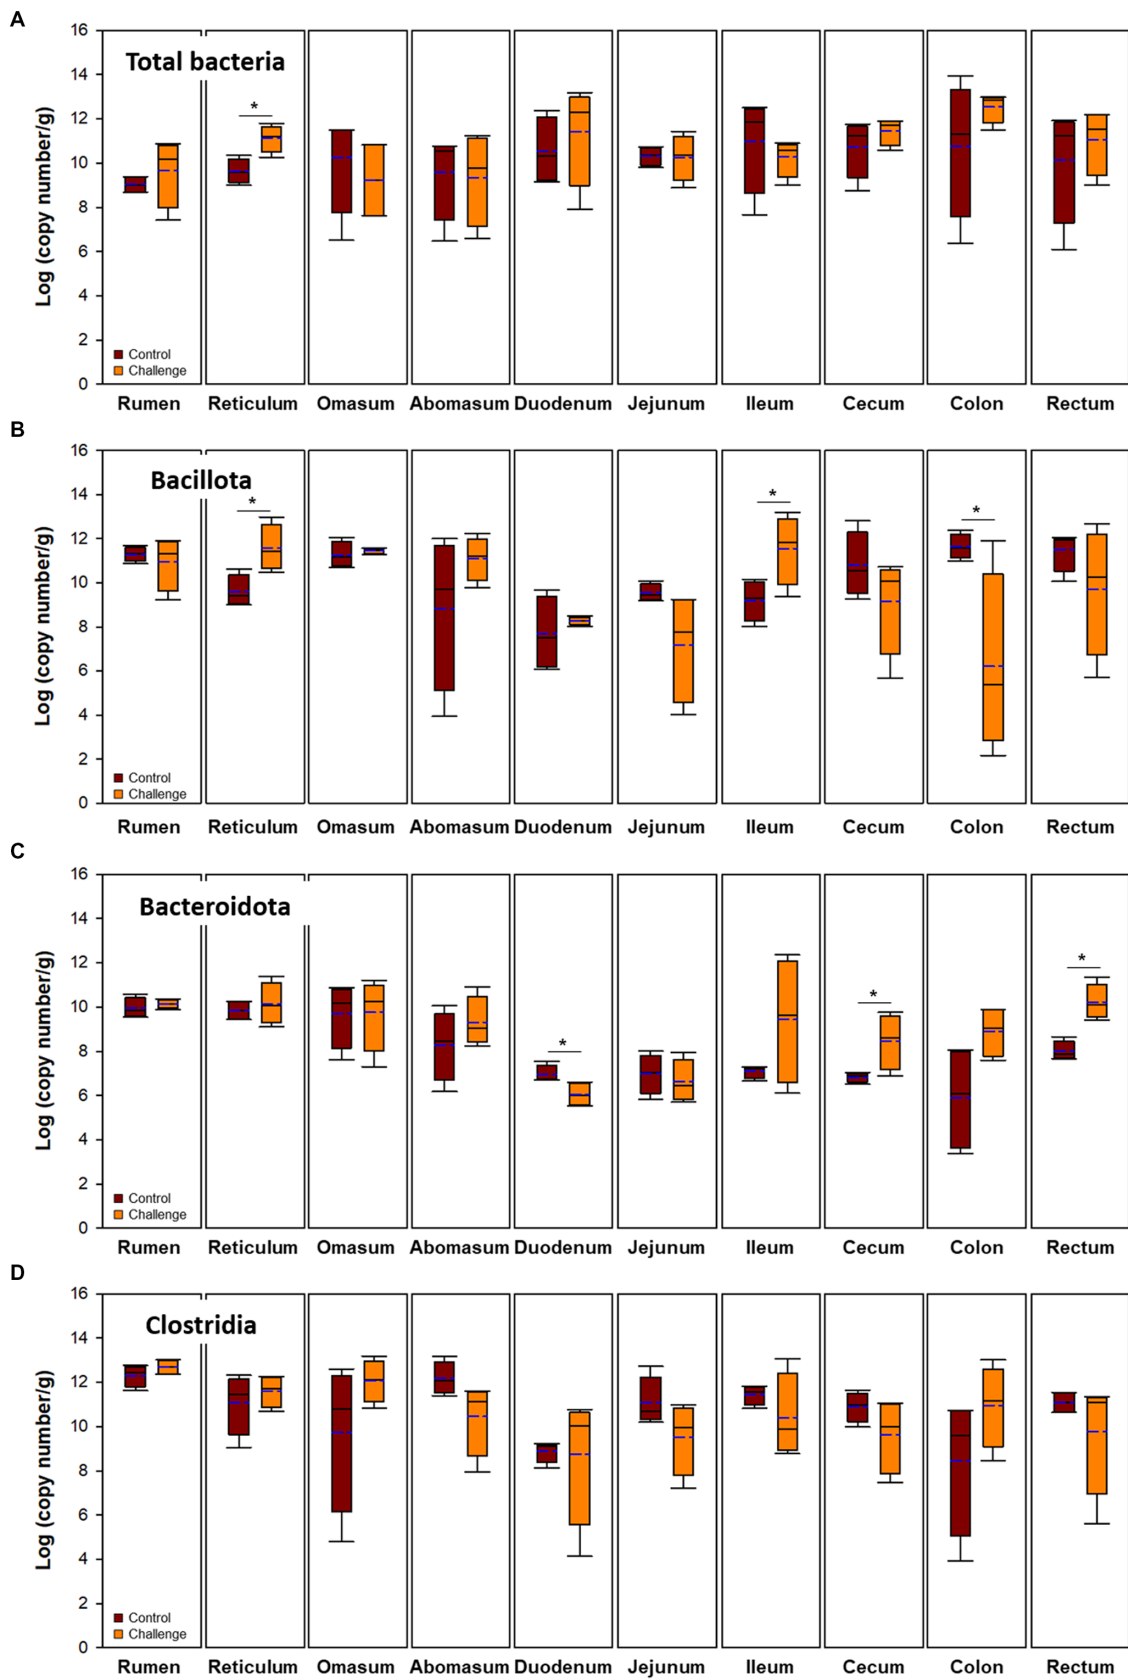 A
Total bacteria
*
Log (copy number/g)
16
14
12
10
8
6
4
2
0
Control
Challenge
Rumen Reticulum Omasum Abomasum Duodenum Jejunum Ileum Cecum Colon Rectum
B
Bacillota
* * *
Log (copy number/g)
16
14
12
10
8
6
4
2
0
Control
Challenge
Rumen Reticulum Omasum Abomasum Duodenum Jejunum Ileum Cecum Colon Rectum
C
Bacteroidota
* * *
Log (copy number/g)
16
14
12
10
8
6
4
2
0
Control
Challenge
Rumen Reticulum Omasum Abomasum Duodenum Jejunum Ileum Cecum Colon Rectum
D
Clostridia
Log (copy number/g)
16
14
12
10
8
6
4
2
0
Control
Challenge
Rumen Reticulum Omasum Abomasum Duodenum Jejunum Ileum Cecum Colon Rectum